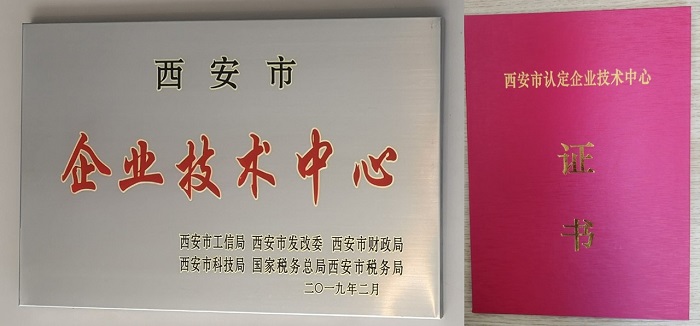 西安市
企业技术中心
西安市工信局 西安市发改委 西安市财政局
西安市科技局 国家税务总局西安市税务局
二〇一九年二月
西安市认定企业技术中心
证
书